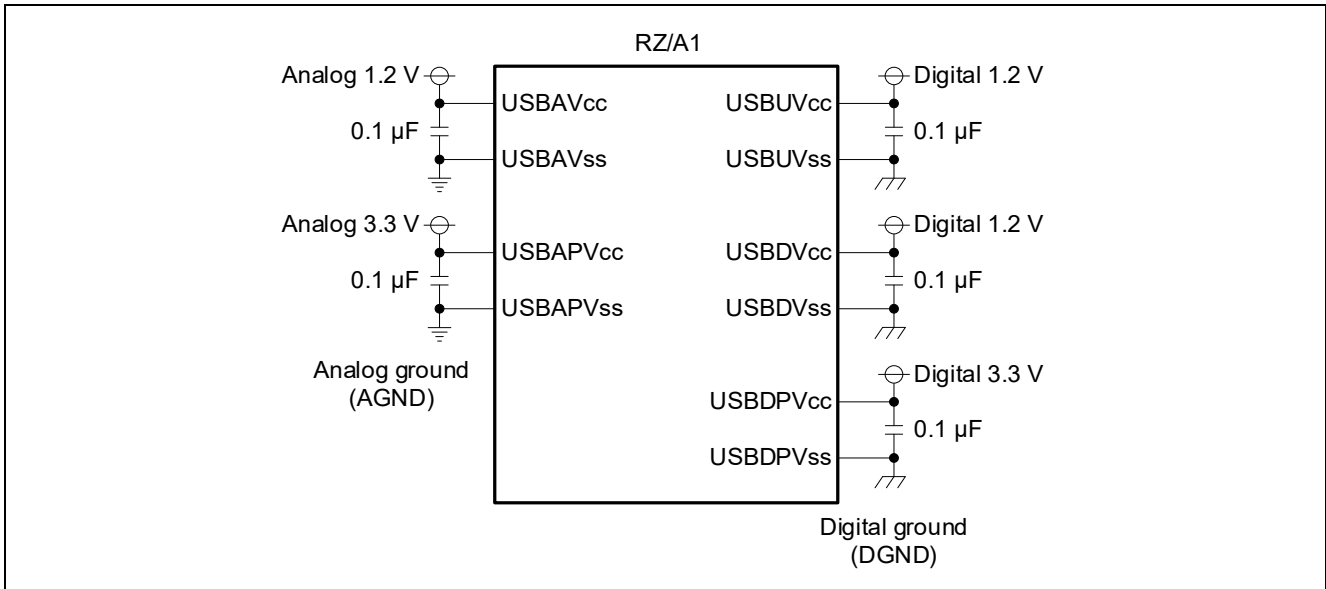 RZ/A1
Analog 1.2 V
USBAVcc
0.1 µF
USBAVss
Analog 3.3 V
USBAPVcc
0.1 µF
USBAPVss
Analog ground
(AGND)
USBUVcc
Digital 1.2 V
0.1 µF
USBUVss
Digital 1.2 V
USBDVcc
0.1 µF
USBDVss
Digital 3.3 V
USBDPVcc
0.1 µF
USBDPVss
Digital ground
(DGND)